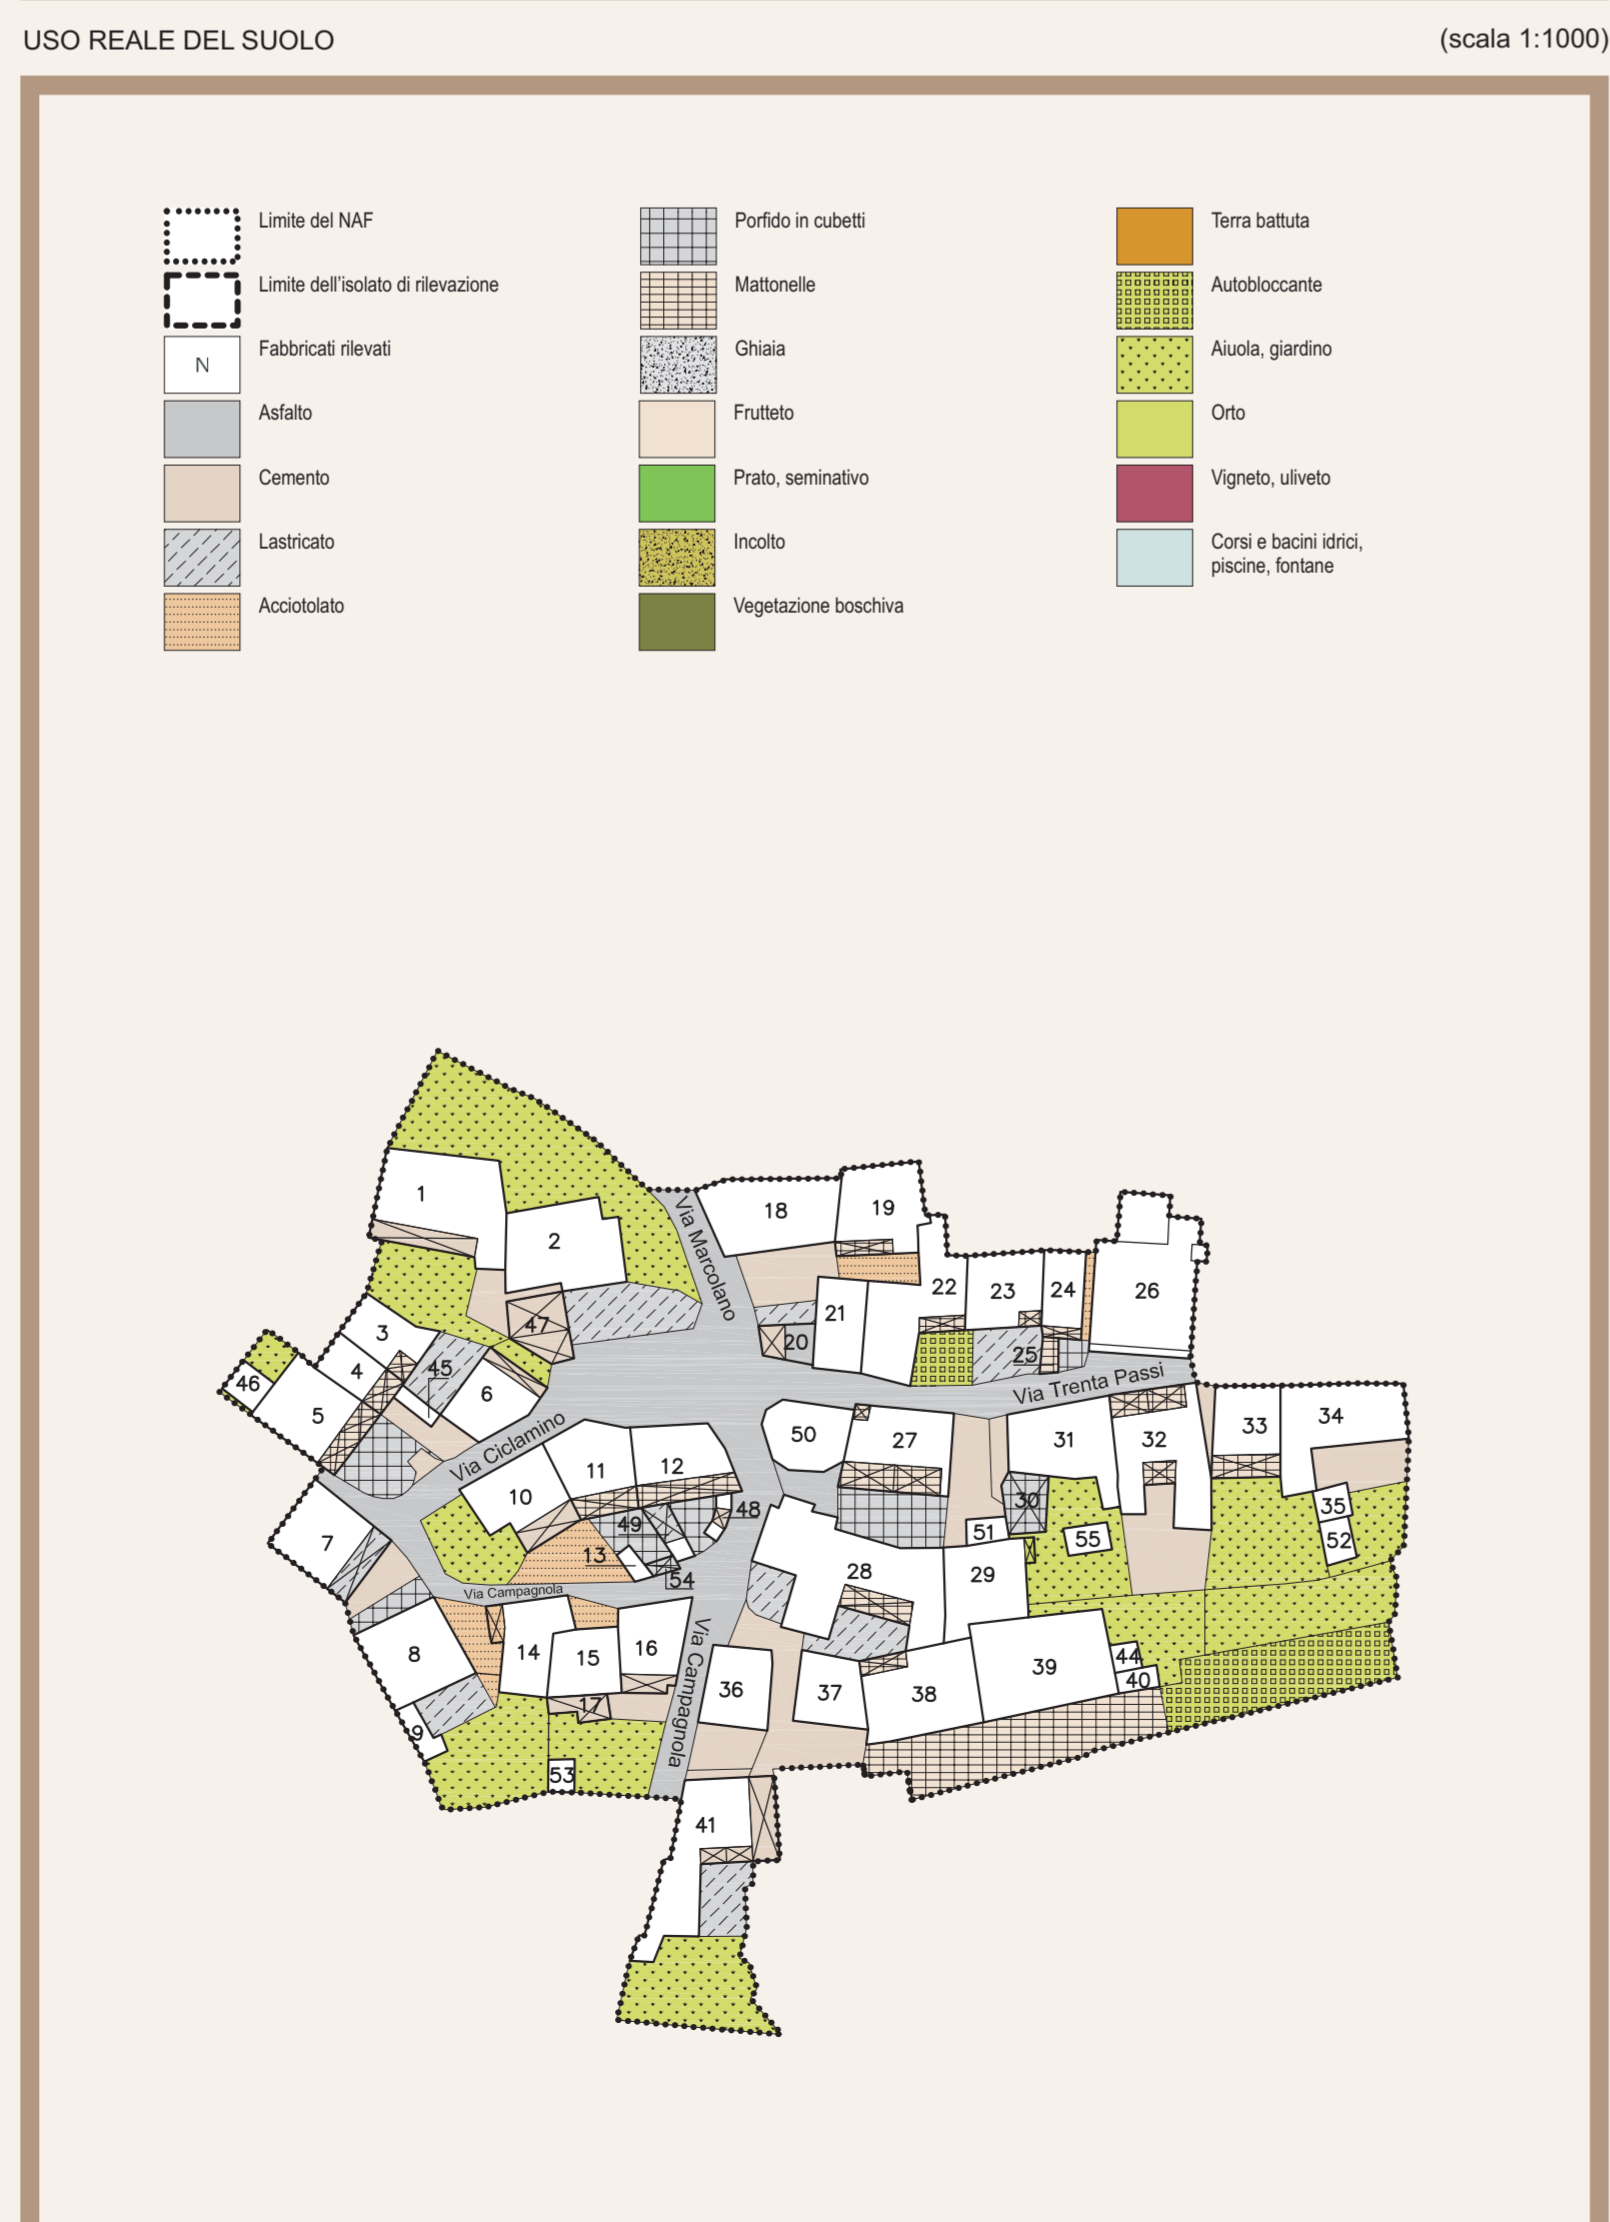 USO REALE DEL SUOLO
(scala 1:1000)
Limite del NAF
Limite dell'isolato di rilevazione
N
Fabbricati rilevati
Asfalto
Cemento
Lastricato
Acciotolato
Porfido in cubetti
Mattonelle
Ghiaia
Frutteto
Prato, seminativo
Incolto
Vegetazione boschiva
Terra battuta
Autobloccante
Aiuola, giardino
Orto
Vigneto, uliveto
Corsi e bacini idrici,
piscine, fontane
1
2
3
4
5
6
7
8
9
10
11
12
13
14
15
16
17
18
19
20
21
22
23
24
25
26
27
28
29
30
31
32
33
34
35
36
37
38
39
40
41
44
45
46
47
48
49
50
51
52
53
54
55
Via Marcolano
Via Trenta Passi
Via Ciclamino
Via Campagnola
Via Campagnola